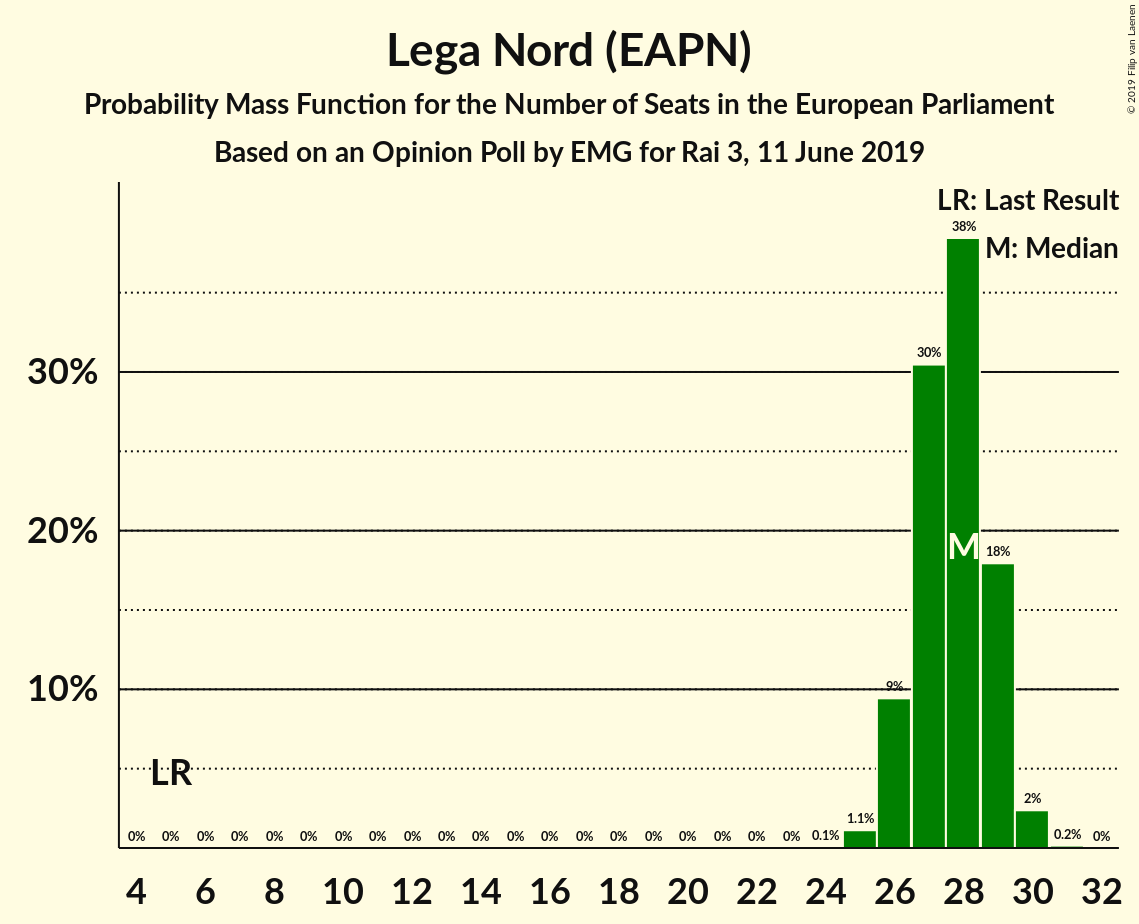 Lega Nord (EAPN)
Probability Mass Function for the Number of Seats in the European Parliament
Based on an Opinion Poll by EMG for Rai 3, 11 June 2019
© 2019 Filip van Laenen
LR: Last Result
M: Median
38%
30%
30%
20%
M
18%
10%
9%
LR
2%
1.1%
0% 0% 0% 0% 0% 0% 0% 0% 0% 0% 0% 0% 0% 0% 0% 0% 0% 0% 0% 0% 0.1% 0.2% 0%
4 6 8 10 12 14 16 18 20 22 24 26 28 30 32